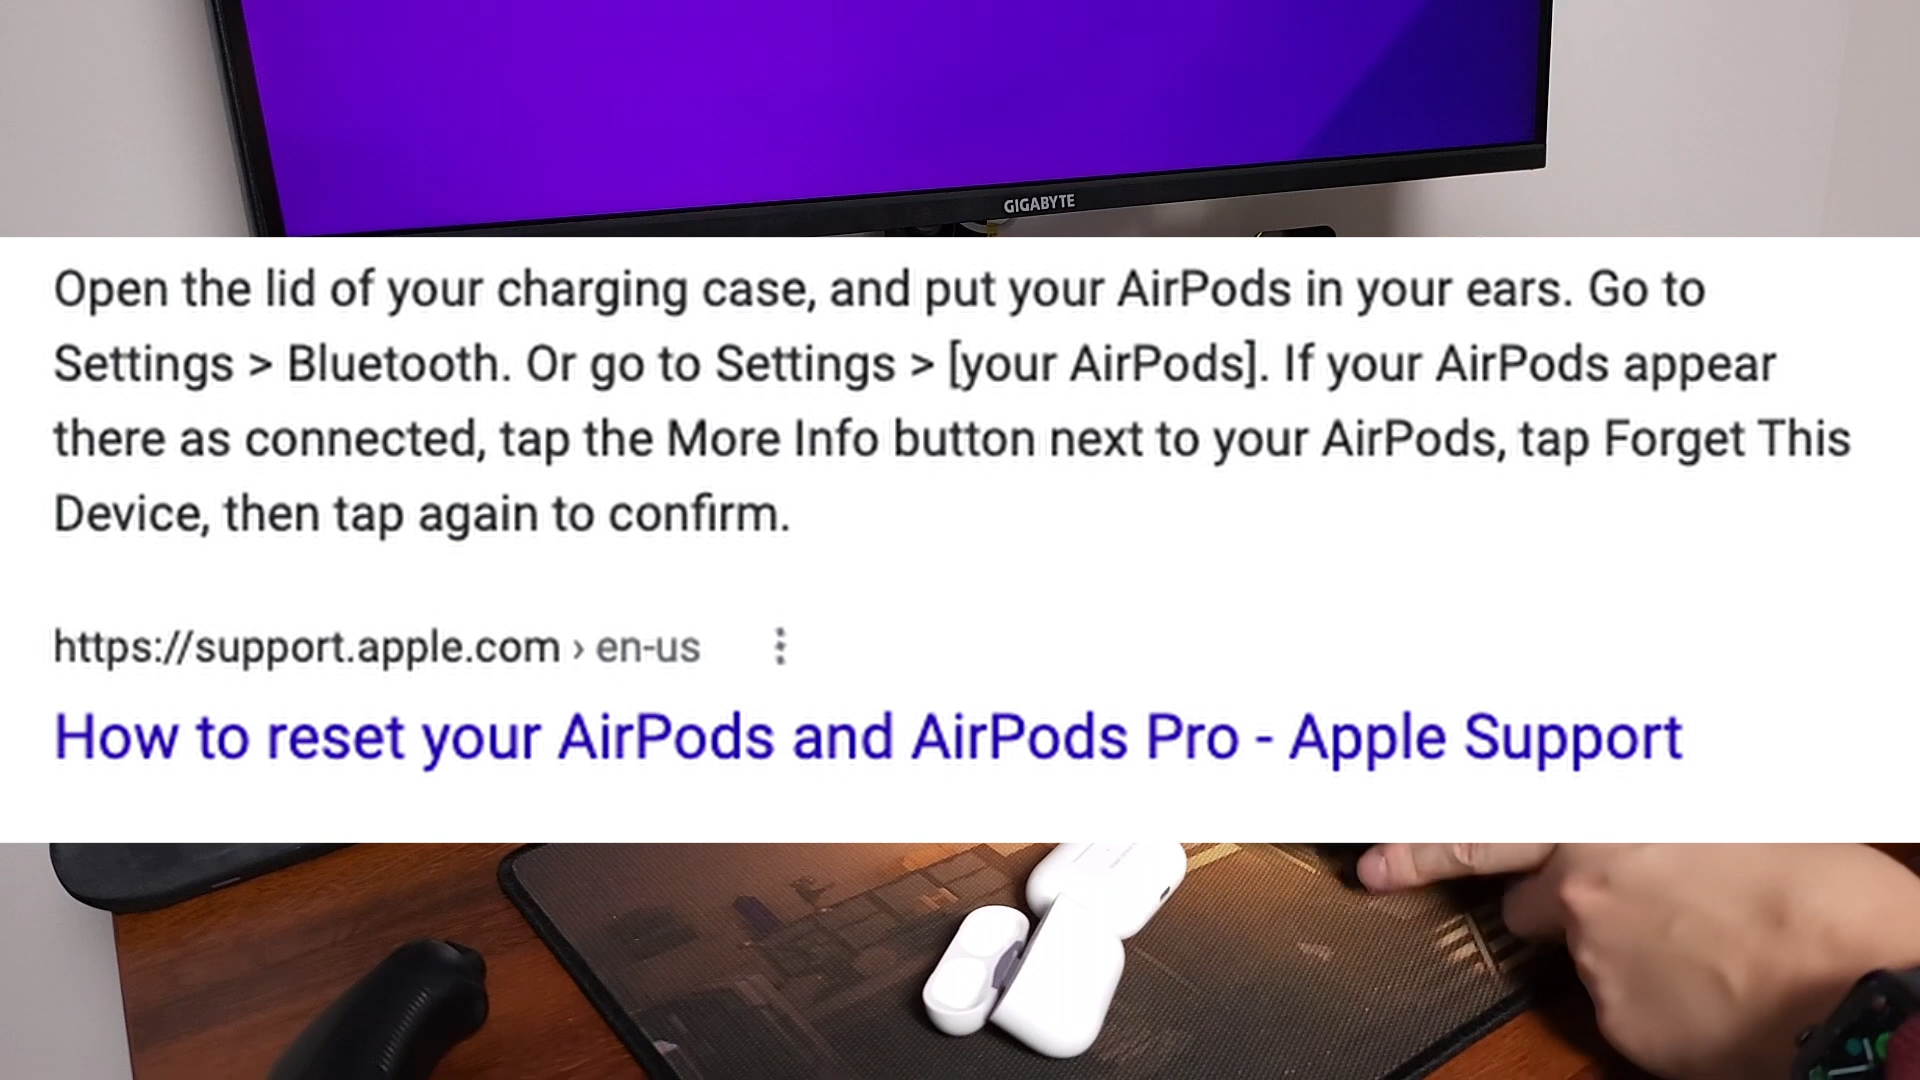 GIGABYTE
Open the lid of your charging case, and put your AirPods in your ears. Go to
Settings > Bluetooth. Or go to Settings > [your AirPods]. If your AirPods appear
there as connected, tap the More Info button next to your AirPods, tap Forget This
Device, then tap again to confirm.
https://support.apple.com › en-us
How to reset your AirPods and AirPods Pro - Apple Support